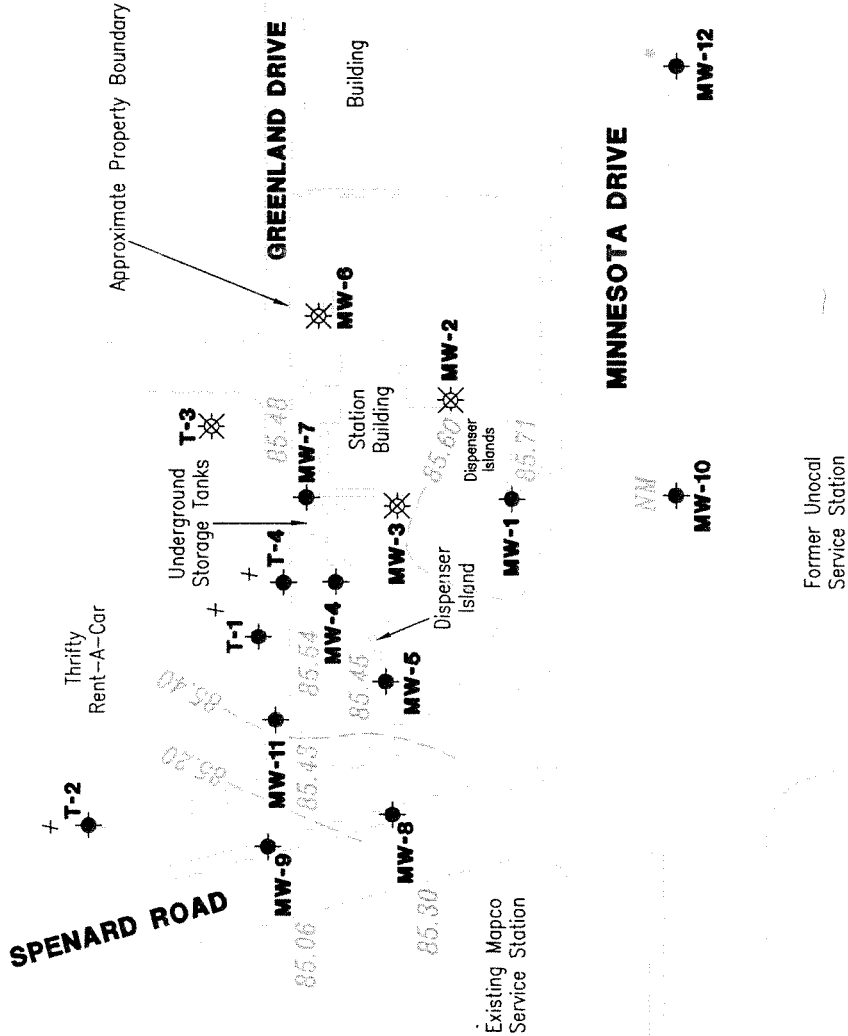 Approximate Property Boundary
GREENLAND DRIVE
Building
MW-12
MINNESOTA DRIVE
MW-6
T-3
MW-2
85.48
MW-7
Station
Building
85.60
Dispenser
Islands
85.71
Underground
Storage Tanks
T-4
MW-3
MW-1
NM
MW-10
Former Unocal
Service Station
Thrifty
Rent-A-Car
T-1
MW-4
Dispenser
Island
85.54
85.45
MW-5
85.40
85.20
MW-11
85.43
T-2
MW-9
MW-8
SPENARD ROAD
85.06
85.30
Existing Mapco
Service Station